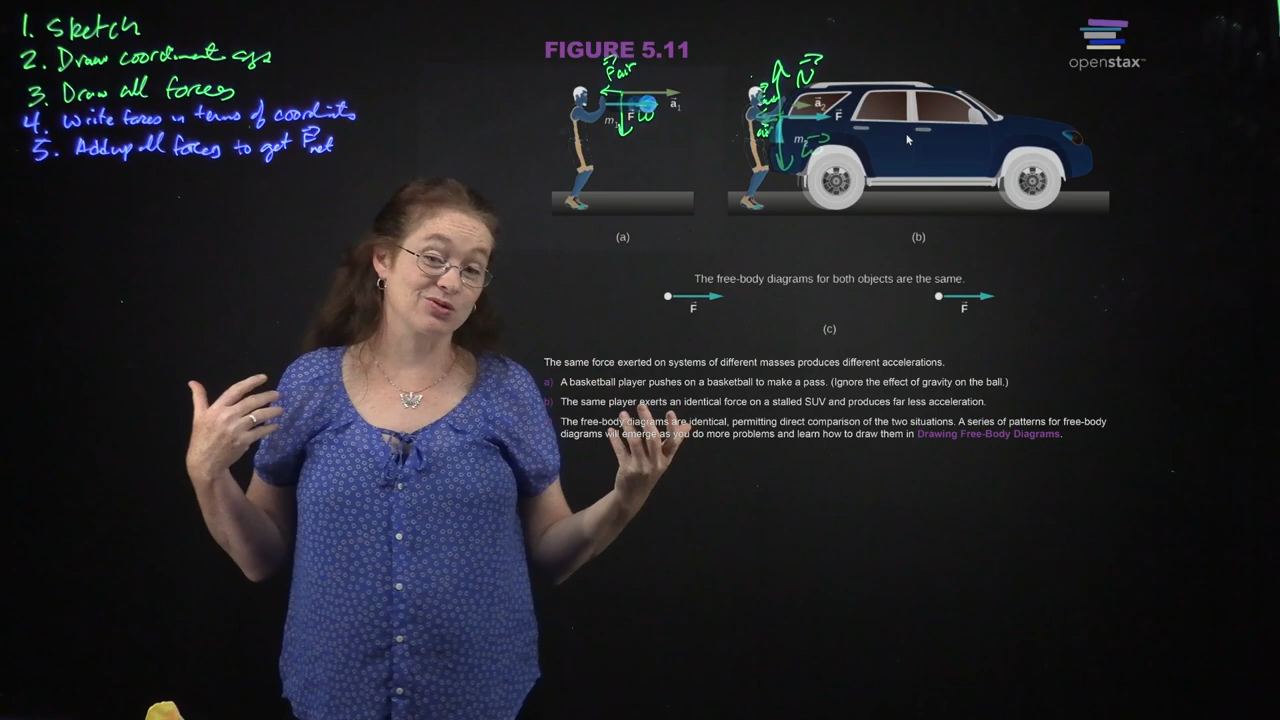 1. Sketch
2. Draw coordinate sys
3. Draw all forces
4. Write forces in terms of coordinates
5. Add up all forces to get F net
FIGURE 5.11
openstax™
F air
a₁
F
w
m₁
N
a₂
F
m₂
w
air
(a)
(b)
The free-body diagrams for both objects are the same.
F
F
(c)
The same force exerted on systems of different masses produces different accelerations.
a) A basketball player pushes on a basketball to make a pass. (Ignore the effect of gravity on the ball.)
b) The same player exerts an identical force on a stalled SUV and produces far less acceleration.
The free-body diagrams are identical, permitting direct comparison of the two situations. A series of patterns for free-body
diagrams will emerge as you do more problems and learn how to draw them in Drawing Free-Body Diagrams.